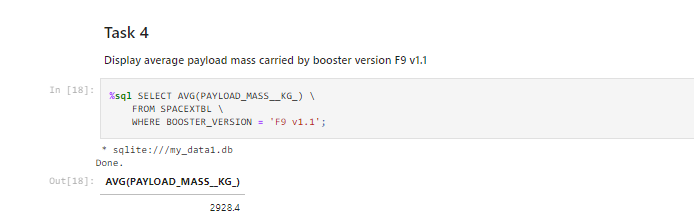 Task 4
Display average payload mass carried by booster version F9 v1.1
In [18]:
%sql SELECT AVG(PAYLOAD_MASS__KG_) \
FROM SPACEXTBL \
WHERE BOOSTER_VERSION = 'F9 v1.1';
* sqlite:///my_data1.db
Done.
Out[18]:
AVG(PAYLOAD_MASS__KG_)
2928.4